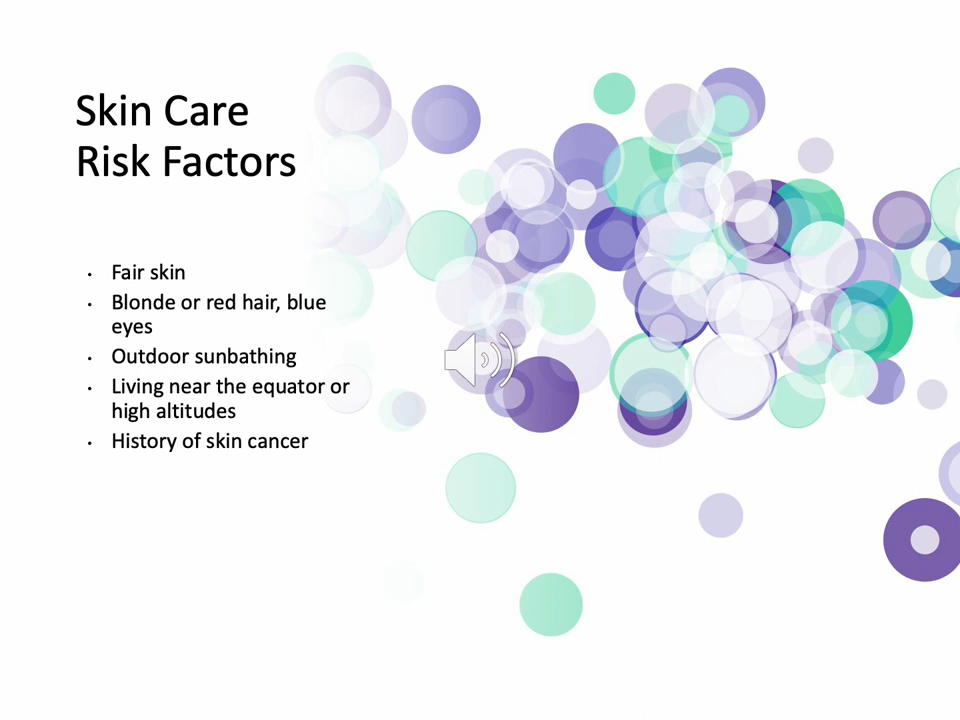 Skin Care
Risk Factors
• Fair skin
• Blonde or red hair, blue
eyes
• Outdoor sunbathing
• Living near the equator or
high altitudes
• History of skin cancer